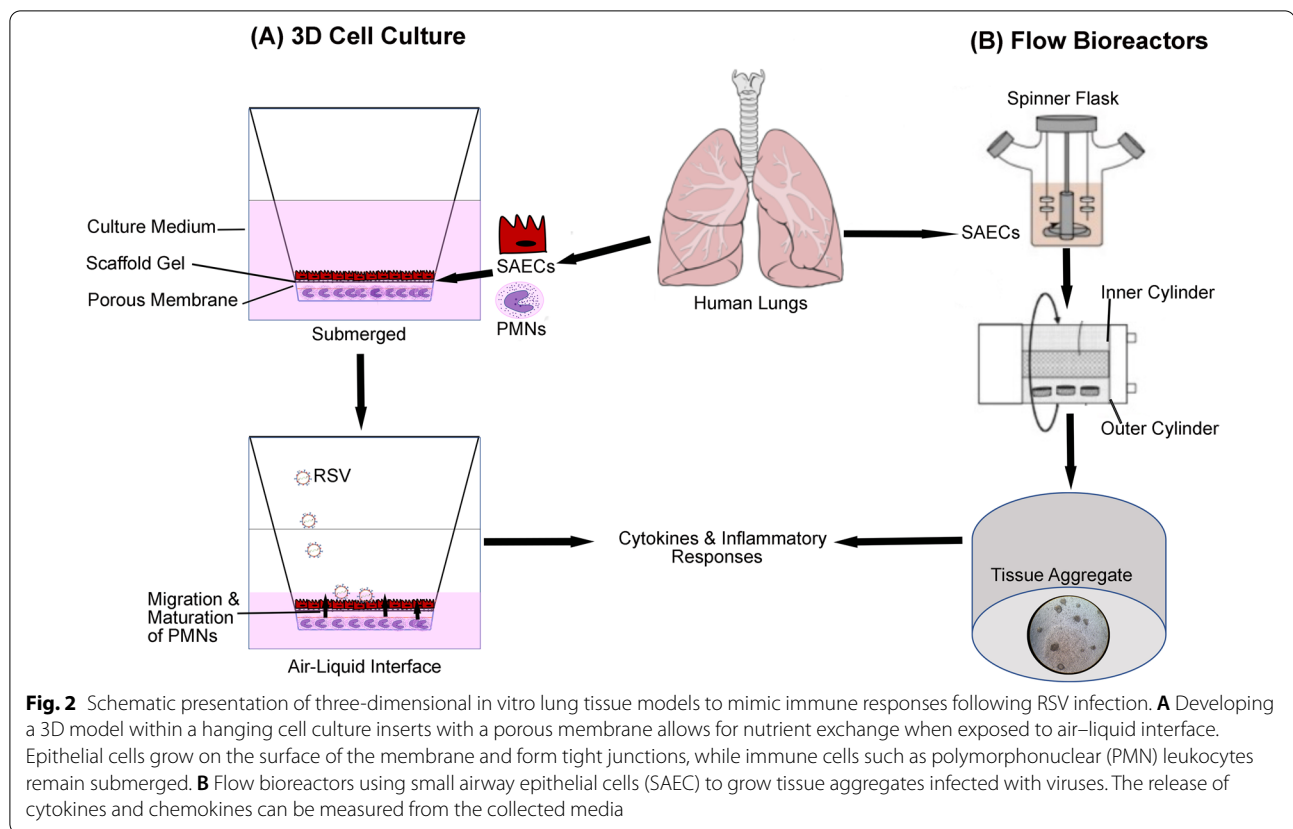 (A) 3D Cell Culture
(B) Flow Bioreactors
Spinner Flask
Culture Medium
Scaffold Gel
Porous Membrane
SAECs
PMNs
Submerged
Human Lungs
SAECs
Inner Cylinder
Outer Cylinder
RSV
Migration &
Maturation
of PMNs
Air-Liquid Interface
Cytokines & Inflammatory
Responses
Tissue Aggregate
Fig. 2 Schematic presentation of three-dimensional in vitro lung tissue models to mimic immune responses following RSV infection. A Developing
a 3D model within a hanging cell culture inserts with a porous membrane allows for nutrient exchange when exposed to air–liquid interface.
Epithelial cells grow on the surface of the membrane and form tight junctions, while immune cells such as polymorphonuclear (PMN) leukocytes
remain submerged. B Flow bioreactors using small airway epithelial cells (SAEC) to grow tissue aggregates infected with viruses. The release of
cytokines and chemokines can be measured from the collected media